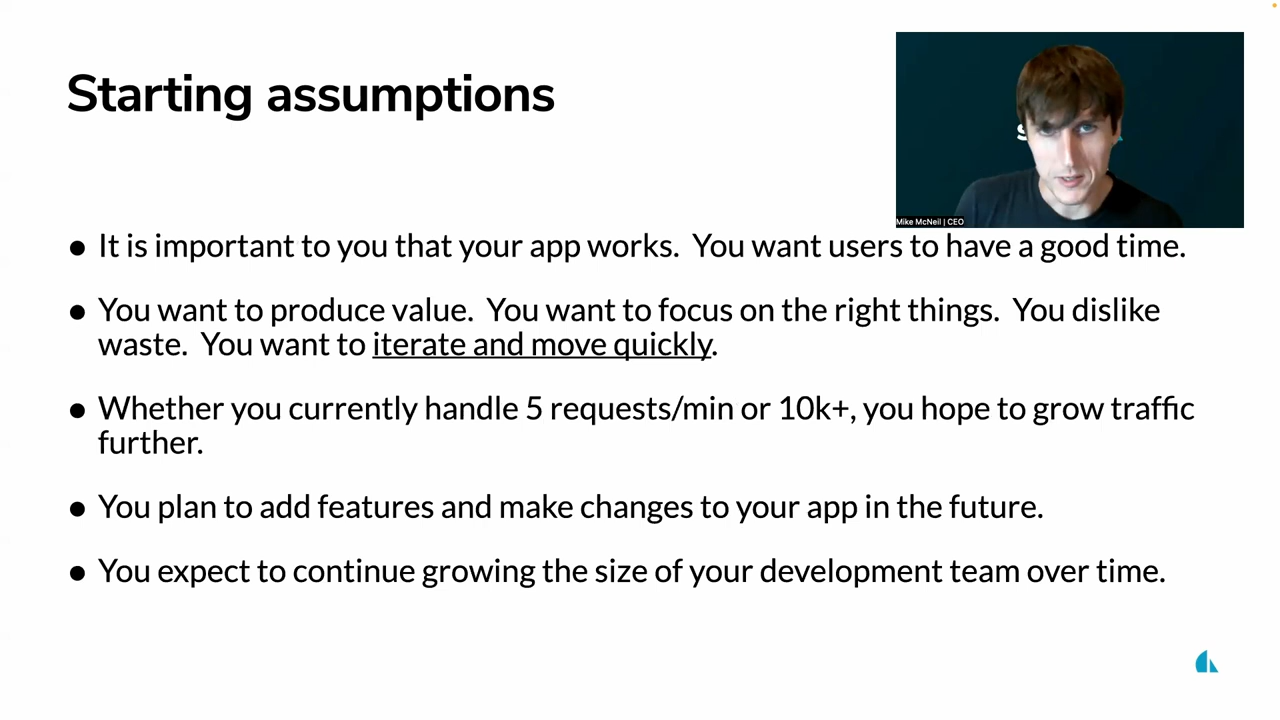 Starting assumptions
Mike McNeil | CEO
● It is important to you that your app works.  You want users to have a good time.
● You want to produce value.  You want to focus on the right things.  You dislike
waste.  You want to iterate and move quickly.
● Whether you currently handle 5 requests/min or 10k+, you hope to grow traffic
further.
● You plan to add features and make changes to your app in the future.
● You expect to continue growing the size of your development team over time.